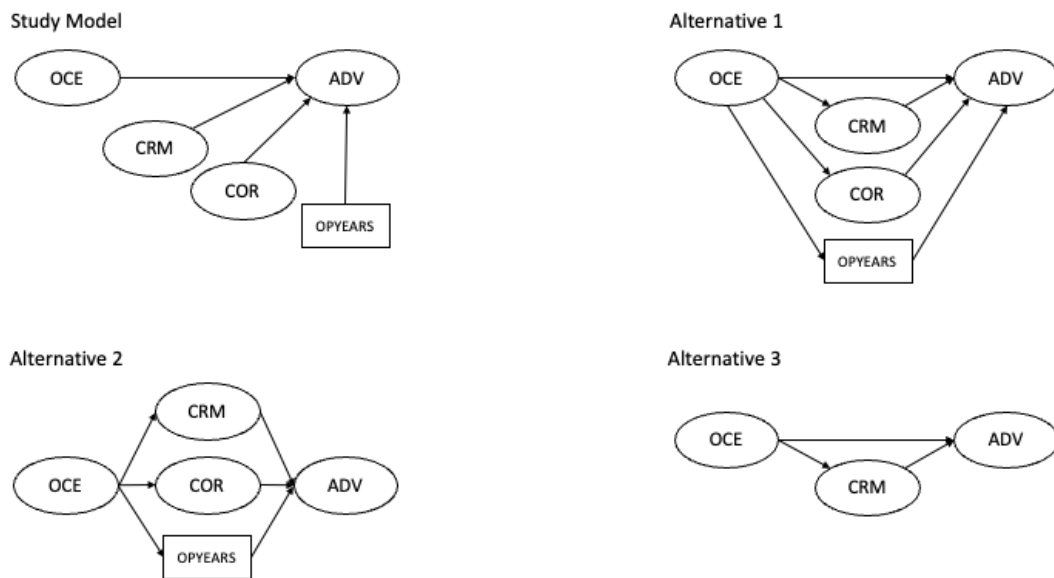 Study Model
OCE
ADV
CRM
COR
OPYEARS
Alternative 1
OCE
ADV
CRM
COR
OPYEARS
Alternative 2
CRM
OCE
COR
ADV
OPYEARS
Alternative 3
OCE
ADV
CRM